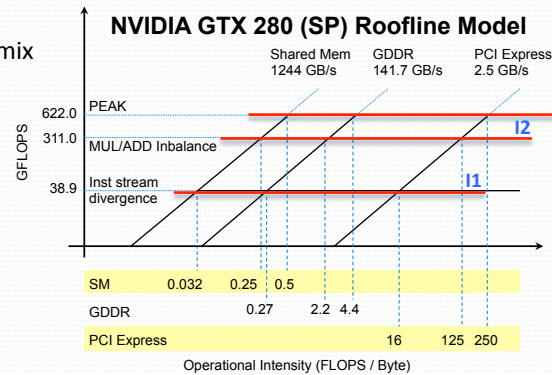 NVIDIA GTX 280 (SP) Roofline Model
mix
Shared Mem GDDR PCI Express
1244 GB/s 141.7 GB/s 2.5 GB/s
PEAK
622.0
I2
311.0
MUL/ADD Inbalance
GFLOPS
I1
Inst stream
38.9
divergence
SM 0.032 0.25 0.5
GDDR 0.27 2.2 4.4
PCI Express 16 125 250
Operational Intensity (FLOPS / Byte)